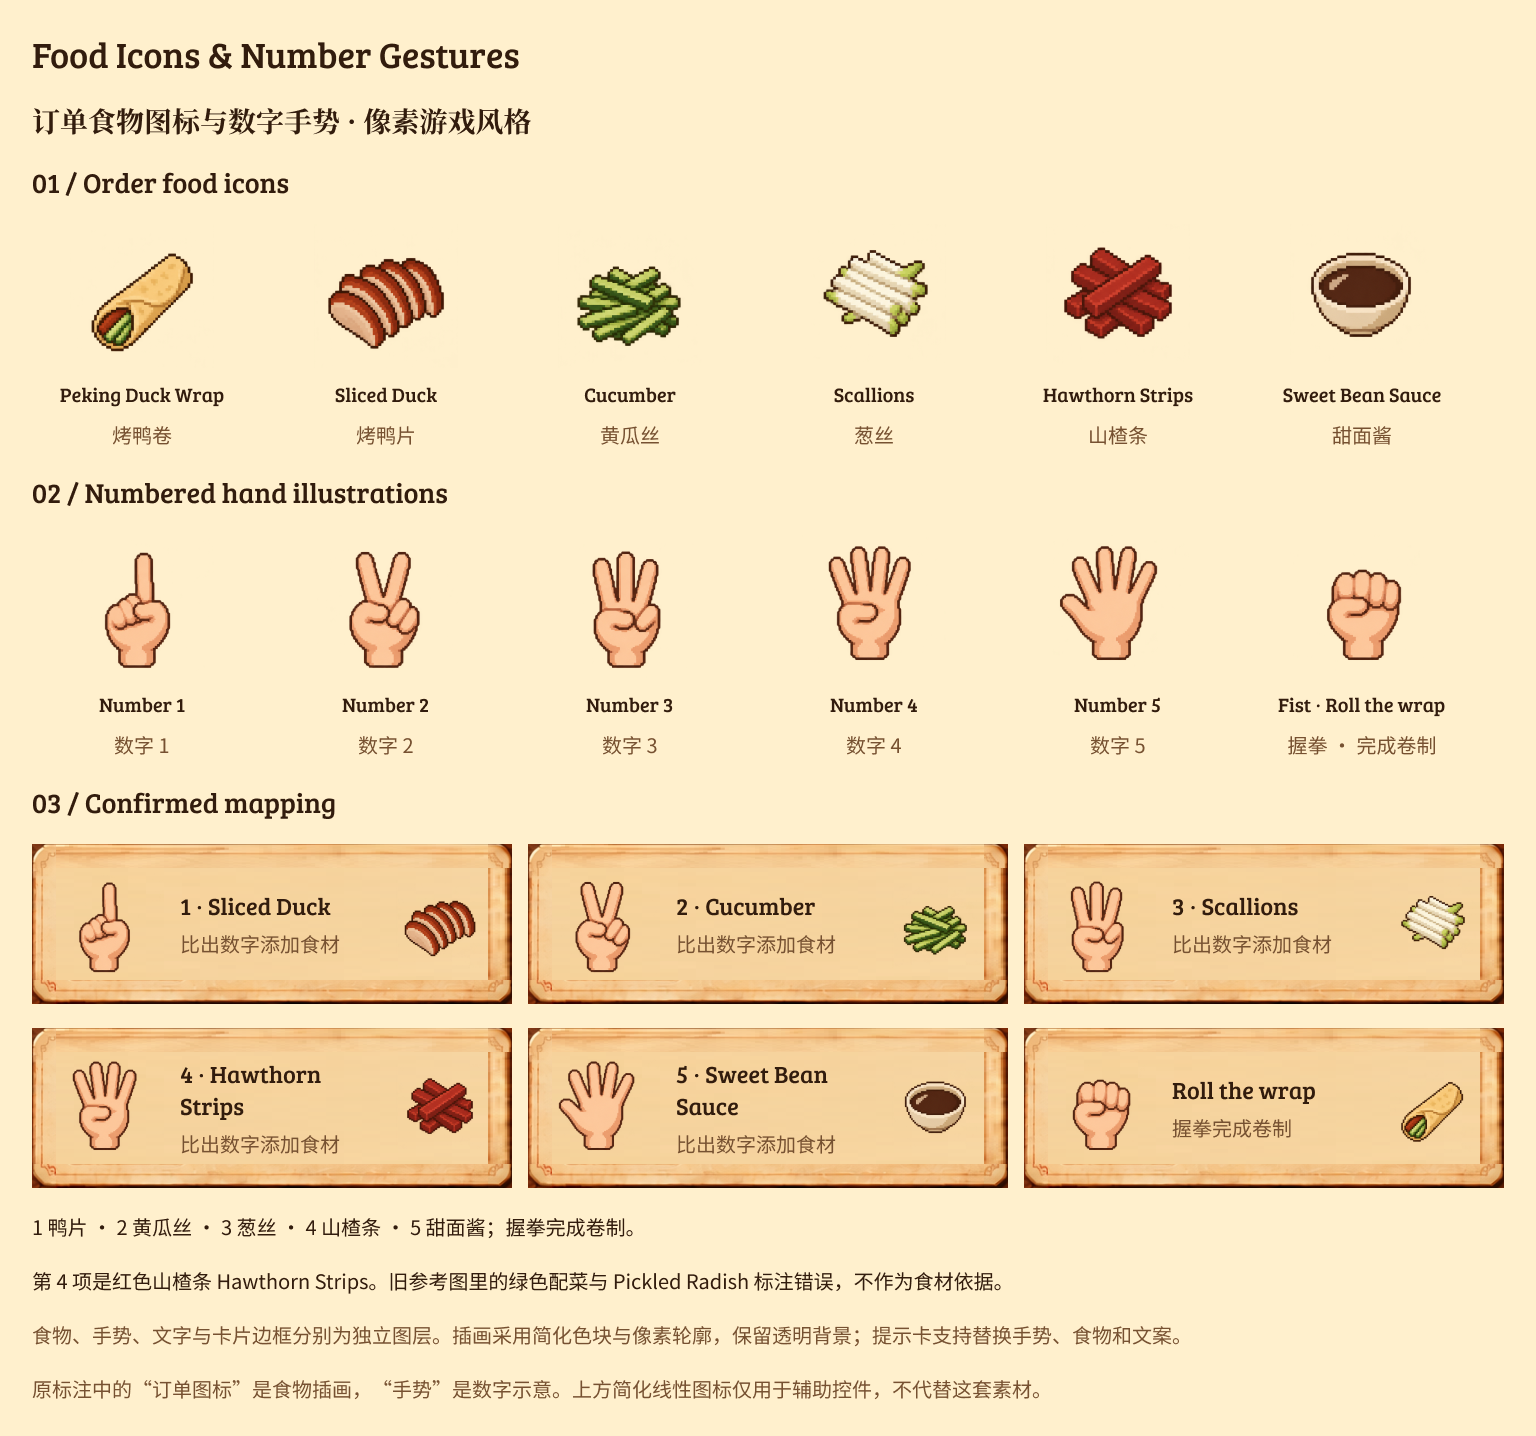 Food Icons & Number Gestures
订单食物图标与数字手势 · 像素游戏风格
01 / Order food icons
Peking Duck Wrap
烤鸭卷
Sliced Duck
烤鸭片
Cucumber
黄瓜丝
Scallions
葱丝
Hawthorn Strips
山楂条
Sweet Bean Sauce
甜面酱
02 / Numbered hand illustrations
Number 1
数字 1
Number 2
数字 2
Number 3
数字 3
Number 4
数字 4
Number 5
数字 5
Fist · Roll the wrap
握拳 · 完成卷制
03 / Confirmed mapping
1 · Sliced Duck
比出数字添加食材
2 · Cucumber
比出数字添加食材
3 · Scallions
比出数字添加食材
4 · Hawthorn
Strips
比出数字添加食材
5 · Sweet Bean
Sauce
比出数字添加食材
Roll the wrap
握拳完成卷制
1 鸭片 · 2 黄瓜丝 · 3 葱丝 · 4 山楂条 · 5 甜面酱；握拳完成卷制。
第 4 项是红色山楂条 Hawthorn Strips。旧参考图里的绿色配菜与 Pickled Radish 标注错误，不作为食材依据。
食物、手势、文字与卡片边框分别为独立图层。插画采用简化色块与像素轮廓，保留透明背景；提示卡支持替换手势、食物和文案。
原标注中的“订单图标”是食物插画，“手势”是数字示意。上方简化线性图标仅用于辅助控件，不代替这套素材。